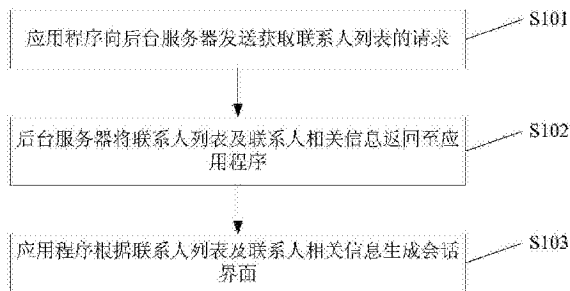 应用程序向后台服务器发送获取联系人列表的请求
S101
后台服务器将联系人列表及联系人相关信息返回至应
用程序
S102
应用程序根据联系人列表及联系人相关信息生成会话
界面
S103